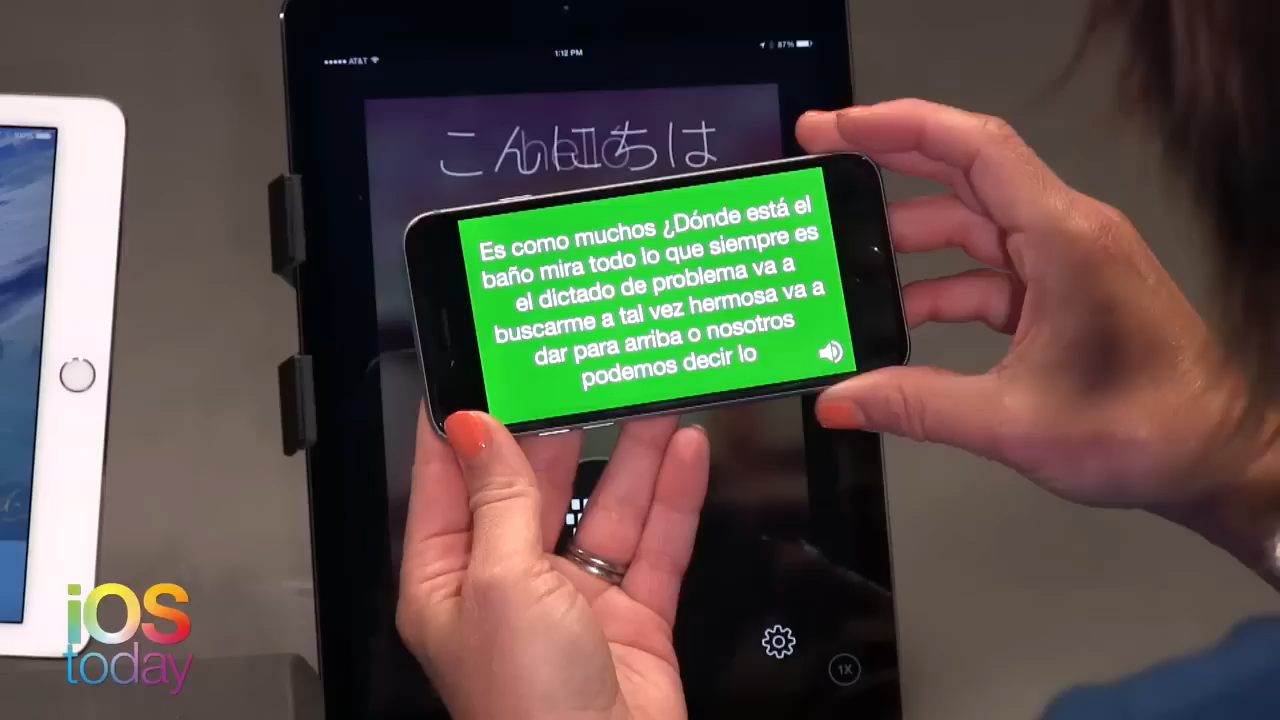 AT&T
1:12 PM
87%
100%
こんにちは
hello
Es como muchos ¿Dónde está el
baño mira todo lo que siempre es
el dictado de problema va a
buscarme a tal vez hermosa va a
dar para arriba o nosotros
podemos decir lo
1X
iOS
today